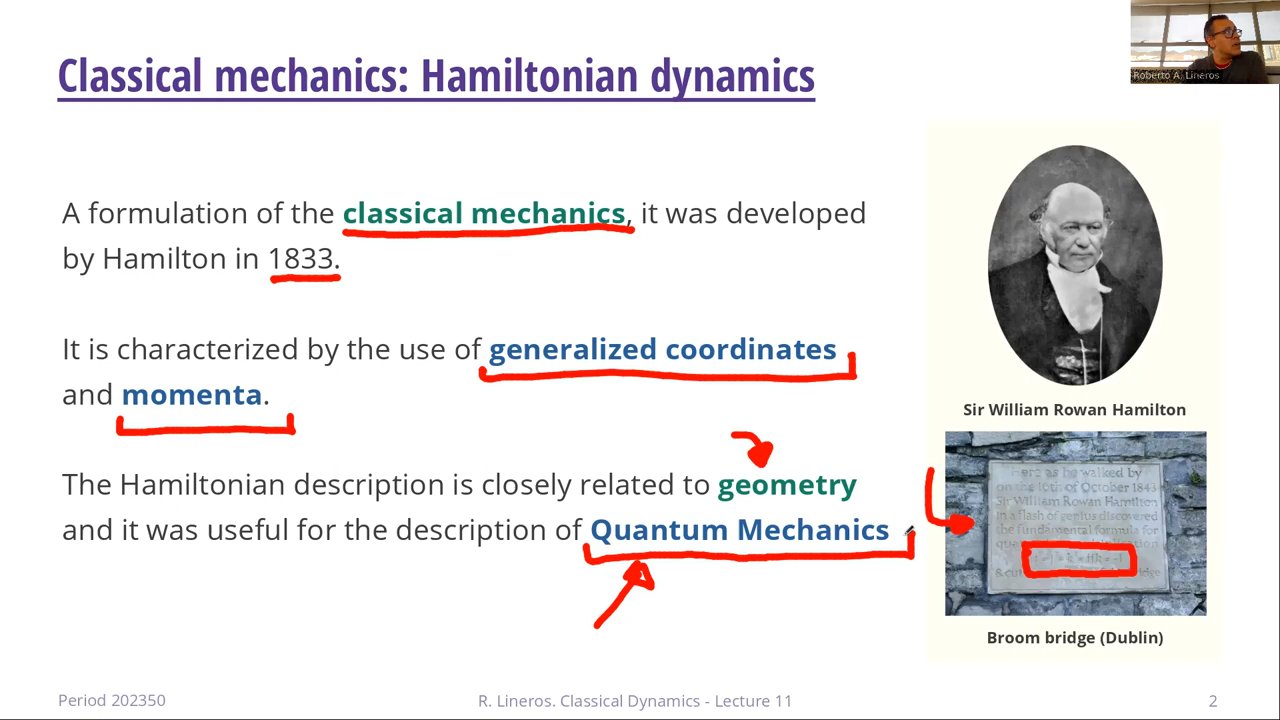 Classical mechanics: Hamiltonian dynamics
Roberto A. Lineros
A formulation of the classical mechanics, it was developed
by Hamilton in 1833.
It is characterized by the use of generalized coordinates
and momenta.
The Hamiltonian description is closely related to geometry
and it was useful for the description of Quantum Mechanics
Sir William Rowan Hamilton
Here as he walked by
on the 16th of October 1843
Sir William Rowan Hamilton
in a flash of genius discovered
the fundamental formula for
Broom bridge (Dublin)
Period 202350
R. Lineros. Classical Dynamics - Lecture 11
2